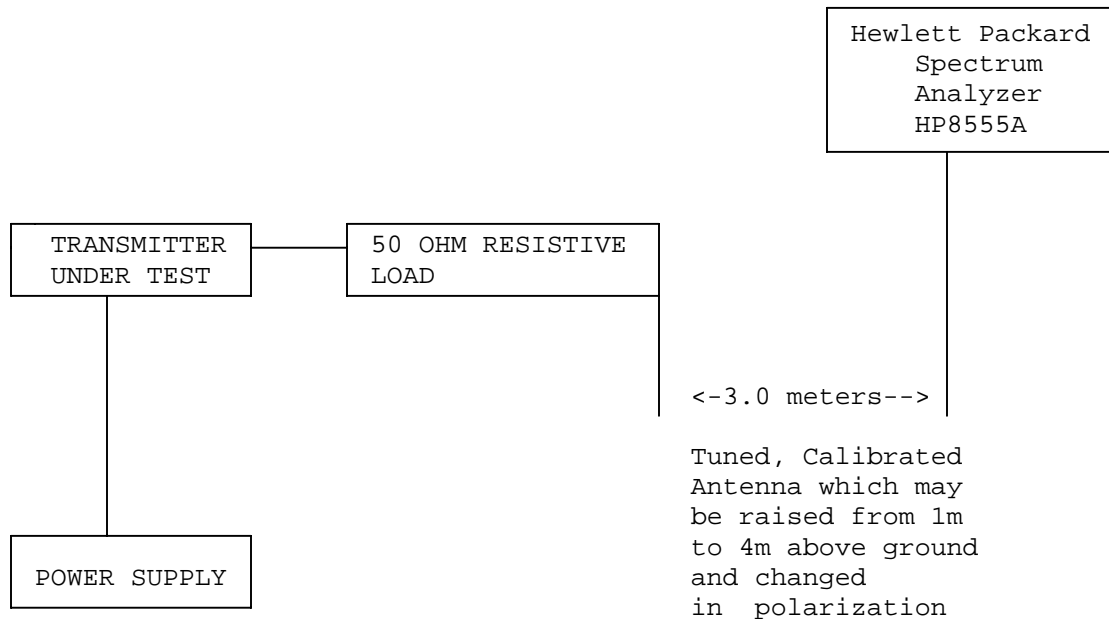 Hewlett Packard
Spectrum
Analyzer
HP8555A
TRANSMITTER
UNDER TEST
50 OHM RESISTIVE
LOAD
<-3.0 meters-->
Tuned, Calibrated
Antenna which may
be raised from 1m
to 4m above ground
and changed
in polarization
POWER SUPPLY